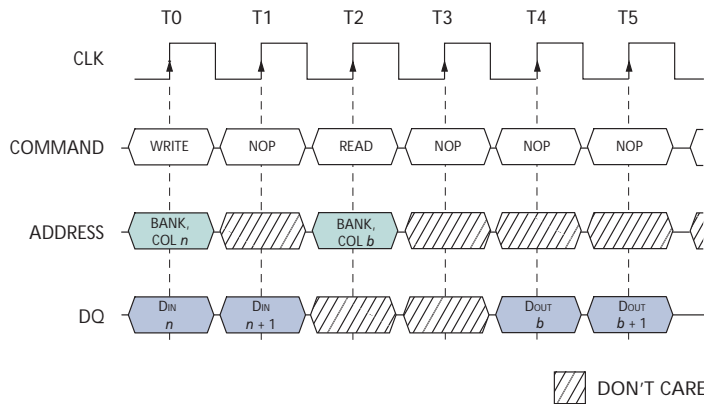 T0 T1 T2 T3 T4 T5
CLK
COMMAND WRITE NOP READ NOP NOP NOP
ADDRESS BANK, COL n BANK, COL b
DQ DIN n DIN n + 1 DOUT b DOUT b + 1
DON'T CARE